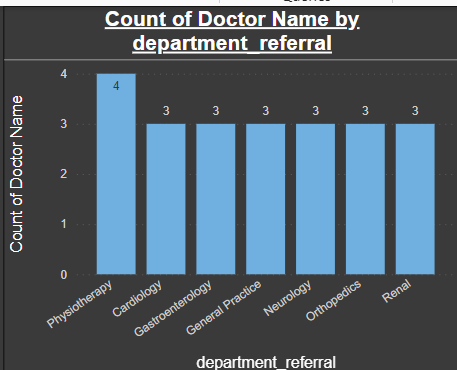 Count of Doctor Name by
department_referral
Count of Doctor Name
4
3
2
1
0
4
3
3
3
3
3
3
Physiotherapy
Cardiology
Gastroenterology
General Practice
Neurology
Orthopedics
Renal
department_referral